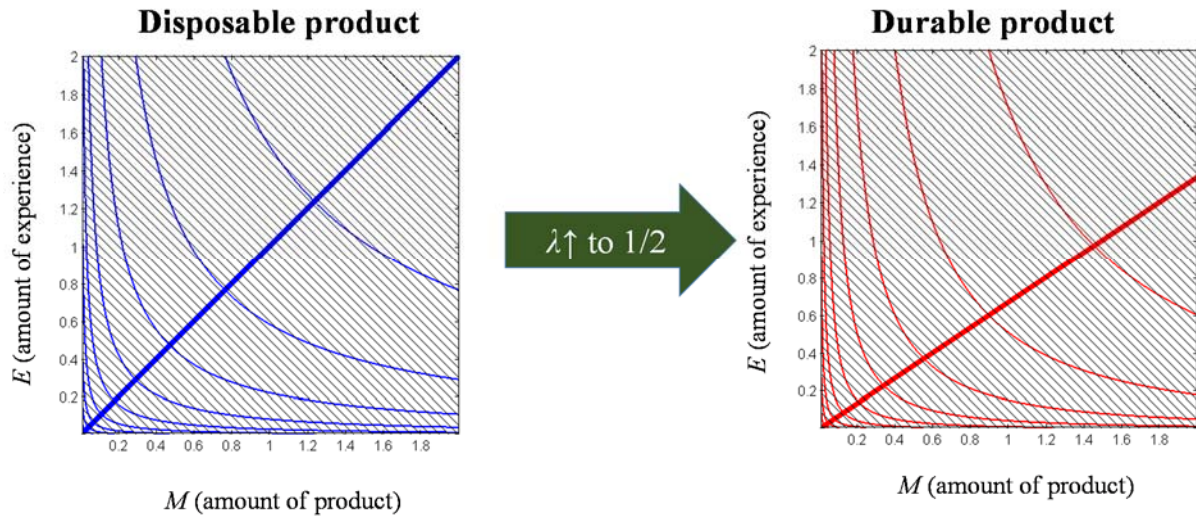 Disposable product
2
1.8
1.6
1.4
1.2
1
0.8
0.6
0.4
0.2
0.2 0.4 0.6 0.8 1 1.2 1.4 1.6 1.8
E (amount of experience)
M (amount of product)
λ↑ to 1/2
Durable product
2
1.8
1.6
1.4
1.2
1
0.8
0.6
0.4
0.2
0.2 0.4 0.6 0.8 1 1.2 1.4 1.6 1.8
E (amount of experience)
M (amount of product)